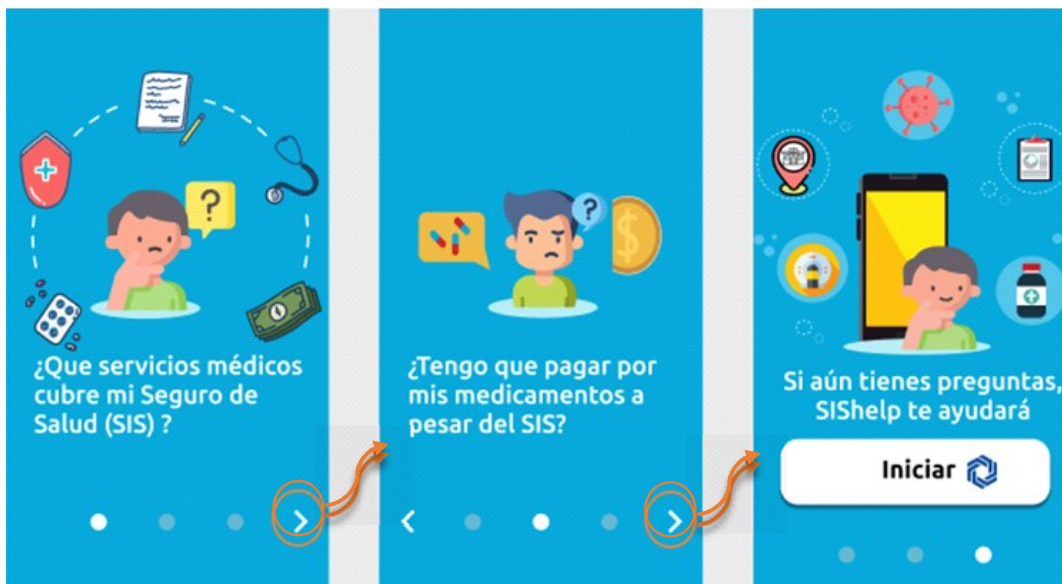 ¿Que servicios médicos
cubre mi Seguro de
Salud (SIS) ?
¿Tengo que pagar por
mis medicamentos a
pesar del SIS?
Si aún tienes preguntas,
SIShelp te ayudará
Iniciar